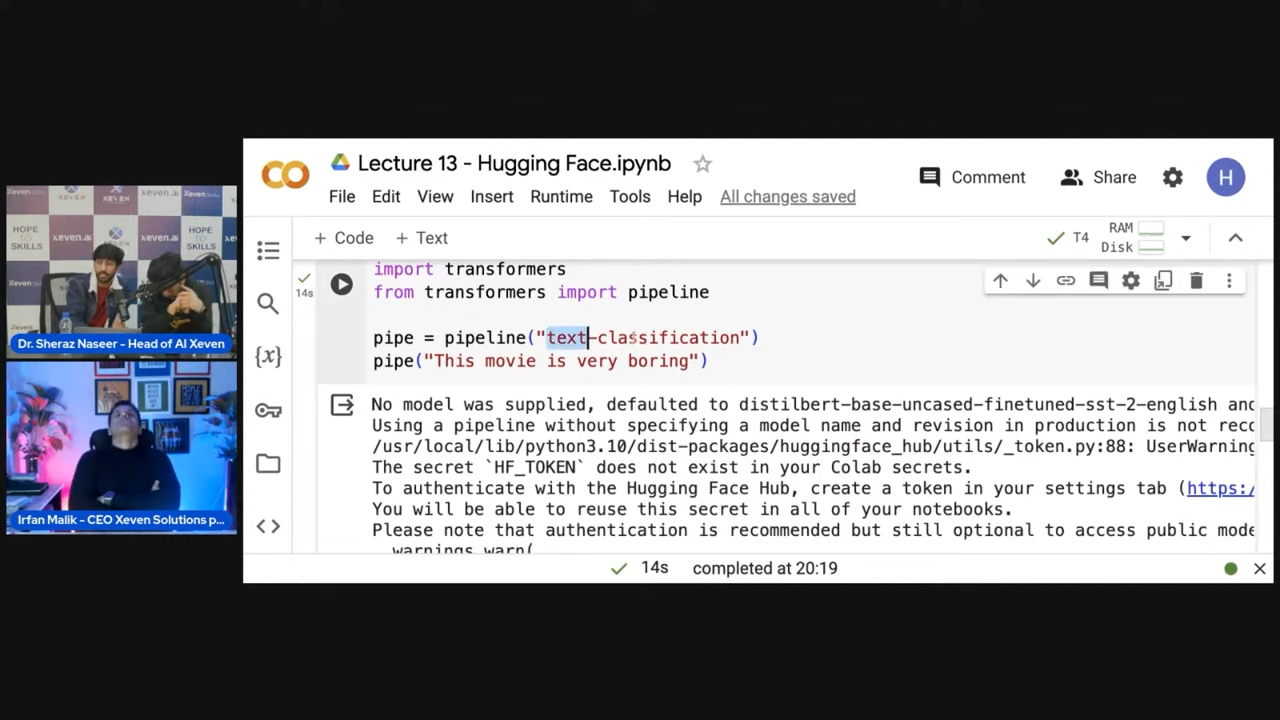 Lecture 13 - Hugging Face.ipynb
Comment
Share
H
File Edit View Insert Runtime Tools Help All changes saved
+ Code + Text
T4
RAM
Disk
14s
import transformers
from transformers import pipeline
pipe = pipeline("text-classification")
pipe("This movie is very boring")
No model was supplied, defaulted to distilbert-base-uncased-finetuned-sst-2-english and
Using a pipeline without specifying a model name and revision in production is not rec
/usr/local/lib/python3.10/dist-packages/huggingface_hub/utils/_token.py:88: UserWarning
The secret `HF_TOKEN` does not exist in your Colab secrets.
To authenticate with the Hugging Face Hub, create a token in your settings tab (https:/
You will be able to reuse this secret in all of your notebooks.
Please note that authentication is recommended but still optional to access public mode
warnings.warn(
14s completed at 20:19
XEVEN
xeven.ai
HOPE TO SKILLS
Dr. Sheraz Naseer - Head of AI Xeven
Irfan Malik - CEO Xeven Solutions p...